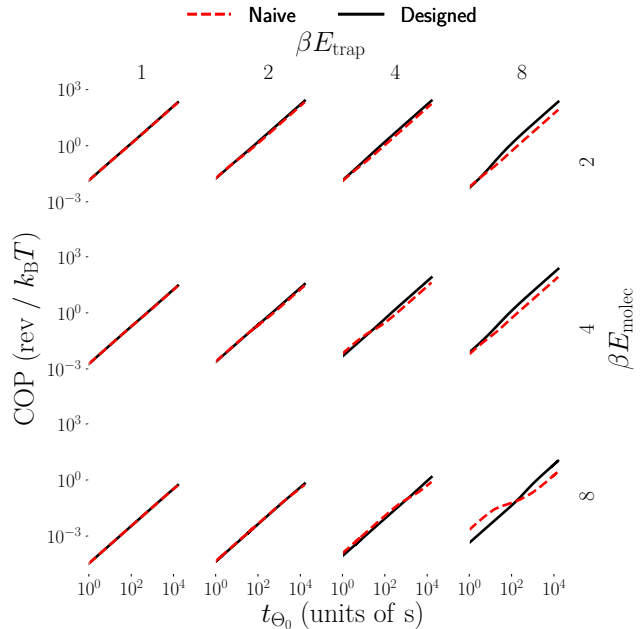 Naive Designed
βE_trap
1 2 4 8
10^3
10^0
10^−3
2
10^3
10^0
10^−3
4
10^3
10^0
10^−3
8
COP (rev / k_BT)
βE_molec
10^0 10^2 10^4 10^0 10^2 10^4 10^0 10^2 10^4 10^0 10^2 10^4
t_Θ_0 (units of s)